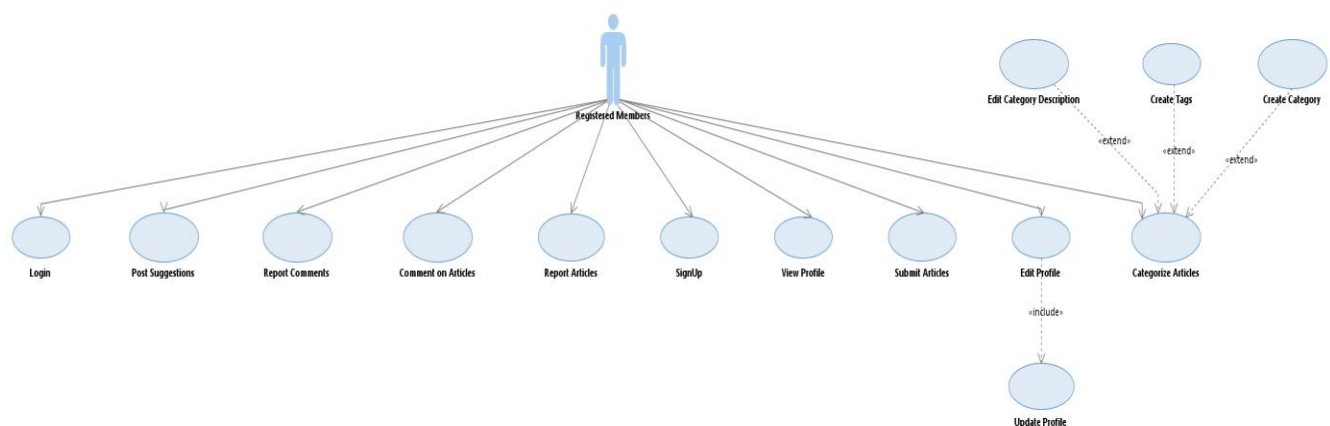 Registered Members
Edit Category Description
Create Tags
Create Category
«extend»
«extend»
«extend»
Login
Post Suggestions
Report Comments
Comment on Articles
Report Articles
SignUp
View Profile
Submit Articles
Edit Profile
Categorize Articles
«include»
Update Profile